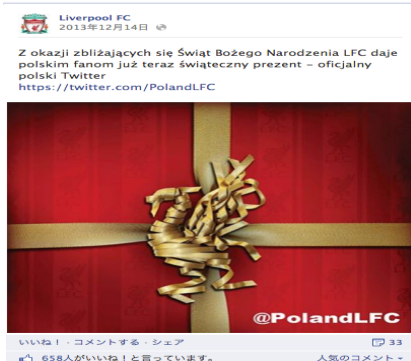 Liverpool FC
2013年12月14日
Z okazji zbliżających się Świąt Bożego Narodzenia LFC daje
polskim fanom już teraz świąteczny prezent – oficjalny
polski Twitter
https://twitter.com/PolandLFC
@PolandLFC
いいね！ · コメントする · シェア 33
658人がいいね！と言っています。 人気のコメント